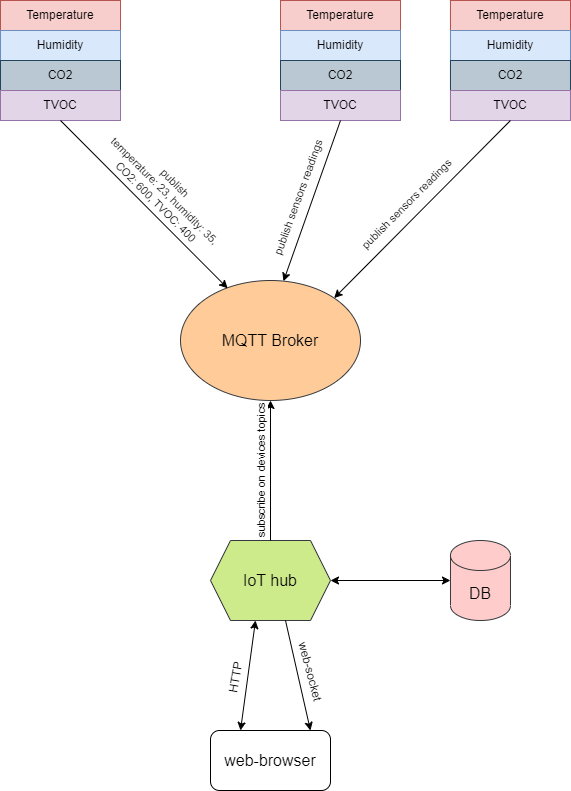 Temperature
Humidity
CO2
TVOC
Temperature
Humidity
CO2
TVOC
Temperature
Humidity
CO2
TVOC
publish
temperature: 23, humidity: 35,
CO2: 600, TVOC: 400
publish sensors readings
publish sensors readings
MQTT Broker
subscribe on devices topics
IoT hub
DB
HTTP
web-socket
web-browser